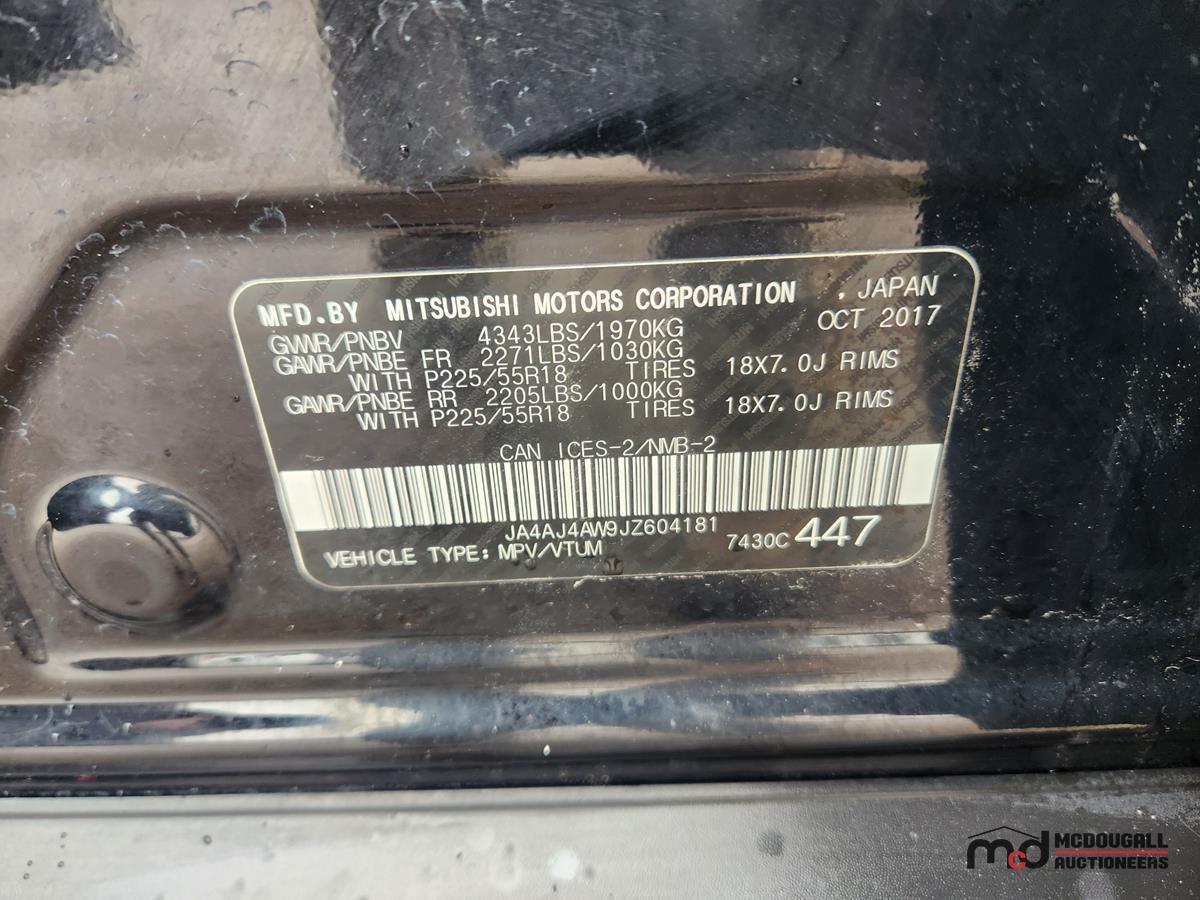 MFD.BY MITSUBISHI MOTORS CORPORATION , JAPAN
GVWR/PNBV 4343LBS/1970KG OCT 2017
GAWR/PNBE FR 2271LBS/1030KG
WITH P225/55R18 TIRES 18X7.0J RIMS
GAWR/PNBE RR 2205LBS/1000KG
WITH P225/55R18 TIRES 18X7.0J RIMS
CAN ICES-2/NMB-2
JA4AJ4AW9JZ604181
VEHICLE TYPE: MPV/VTUM 7430C 447
mcd MCDOUGALL
AUCTIONEERS